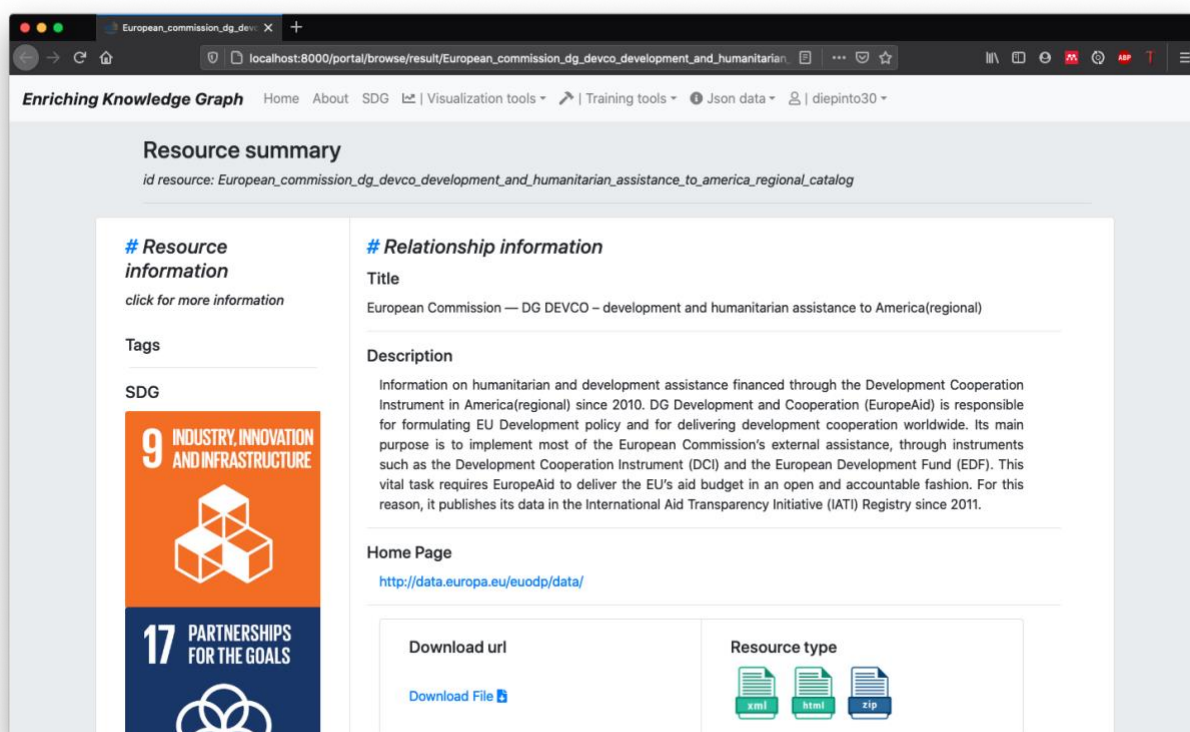 European_commission_dg_devc
localhost:8000/portal/browse/result/European_commission_dg_devco_development_and_humanitarian_
ABP
Enriching Knowledge Graph Home About SDG | Visualization tools | Training tools Json data | diepinto30
Resource summary
id resource: European_commission_dg_devco_development_and_humanitarian_assistance_to_america_regional_catalog
# Resource
information
click for more information
Tags
SDG
9 INDUSTRY, INNOVATION
AND INFRASTRUCTURE
17 PARTNERSHIPS
FOR THE GOALS
# Relationship information
Title
European Commission — DG DEVCO – development and humanitarian assistance to America(regional)
Description
Information on humanitarian and development assistance financed through the Development Cooperation
Instrument in America(regional) since 2010. DG Development and Cooperation (EuropeAid) is responsible
for formulating EU Development policy and for delivering development cooperation worldwide. Its main
purpose is to implement most of the European Commission's external assistance, through instruments
such as the Development Cooperation Instrument (DCI) and the European Development Fund (EDF). This
vital task requires EuropeAid to deliver the EU's aid budget in an open and accountable fashion. For this
reason, it publishes its data in the International Aid Transparency Initiative (IATI) Registry since 2011.
Home Page
http://data.europa.eu/euodp/data/
Download url
Download File
Resource type
xml html zip